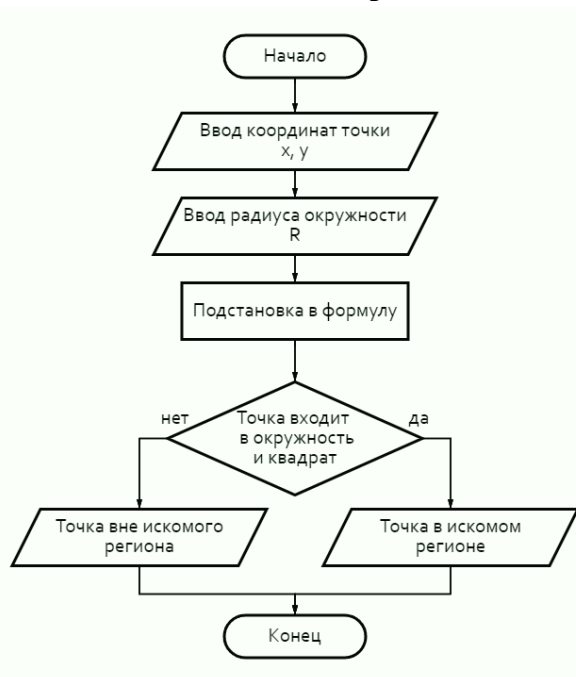 Начало
Ввод координат точки
x, y
Ввод радиуса окружности
R
Подстановка в формулу
нет
Точка входит
в окружность
и квадрат
да
Точка вне искомого
региона
Точка в искомом
регионе
Конец